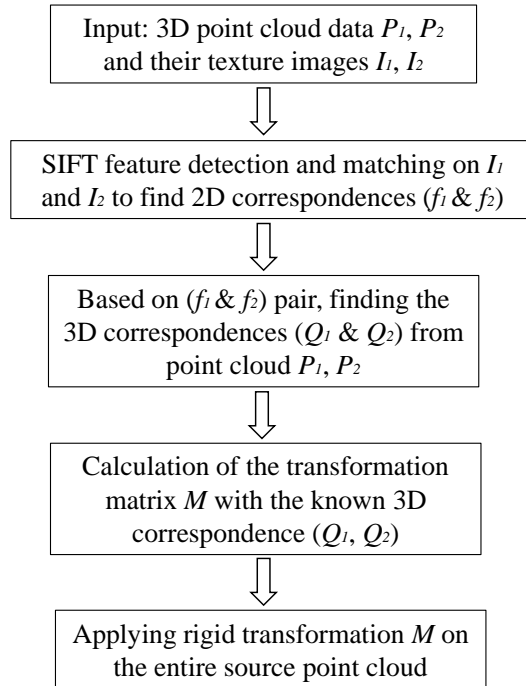 Input: 3D point cloud data P₁, P₂
and their texture images I₁, I₂
SIFT feature detection and matching on I₁
and I₂ to find 2D correspondences (f₁ & f₂)
Based on (f₁ & f₂) pair, finding the
3D correspondences (Q₁ & Q₂) from
point cloud P₁, P₂
Calculation of the transformation
matrix M with the known 3D
correspondence (Q₁, Q₂)
Applying rigid transformation M on
the entire source point cloud